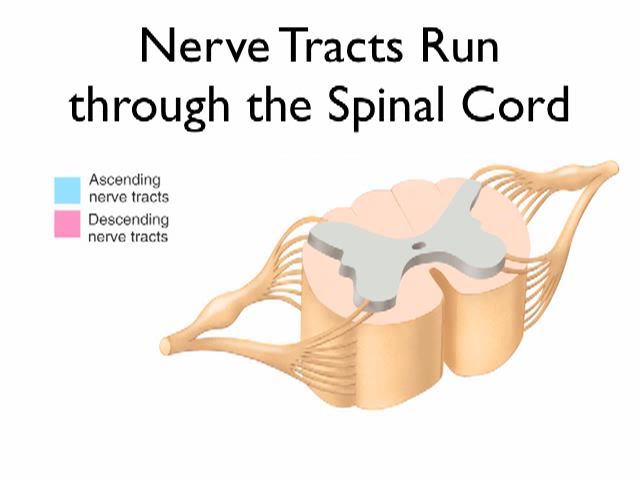 Nerve Tracts Run
through the Spinal Cord
Ascending
nerve tracts
Descending
nerve tracts